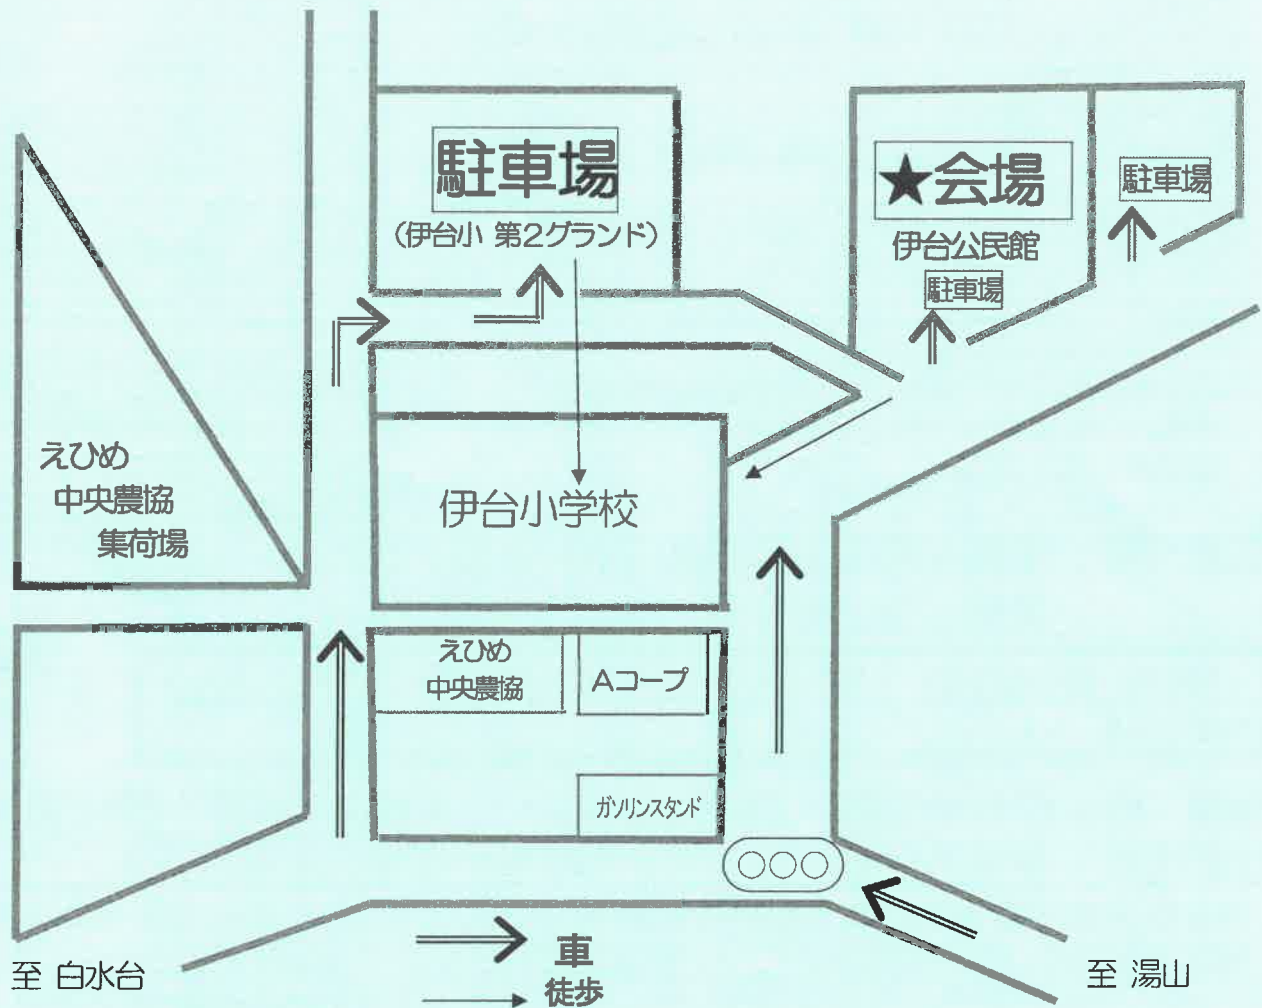 駐車場
(伊台小 第2グランド)
★会場
伊台公民館
駐車場
駐車場
えひめ
中央農協
集荷場
伊台小学校
えひめ
中央農協
Aコープ
ガソリンスタンド
至 白水台
車
徒歩
至 湯山